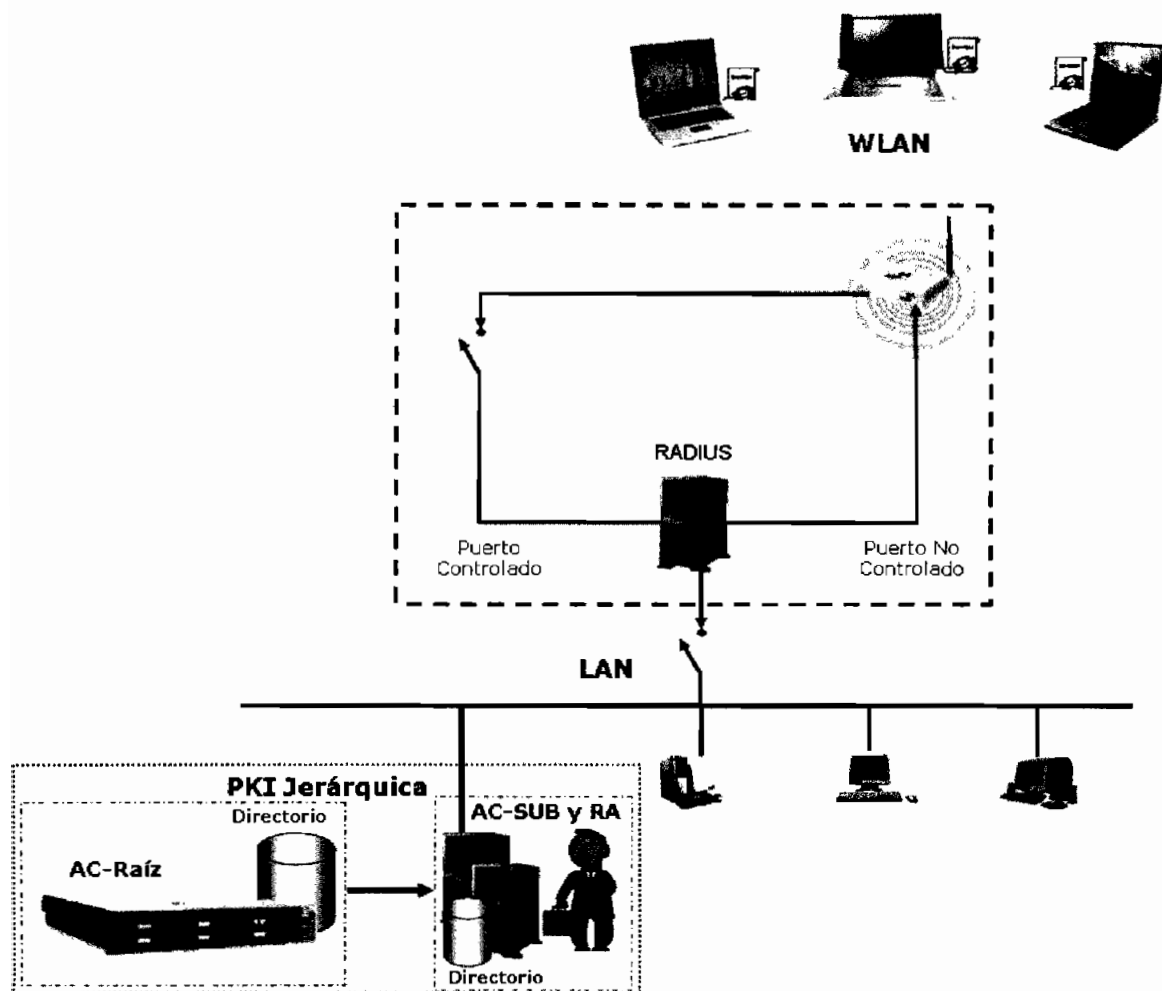 WLAN
RADIUS
Puerto
Controlado
Puerto No
Controlado
LAN
PKI Jerárquica
Directorio
AC-Raíz
AC-SUB y RA
Directorio